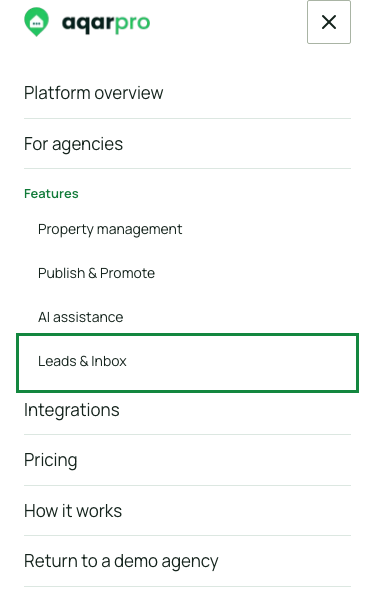 aqarpro
Platform overview
For agencies
Features
Property management
Publish & Promote
AI assistance
Leads & Inbox
Integrations
Pricing
How it works
Return to a demo agency